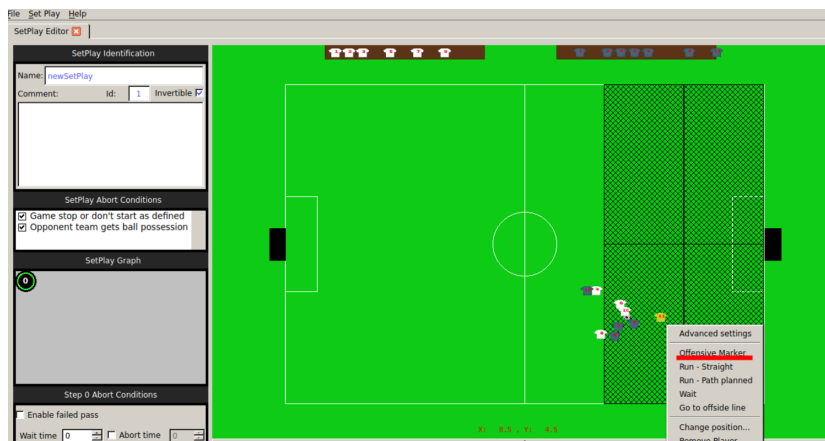 File Set Play Help
SetPlay Editor
SetPlay Identification
Name: newSetPlay
Comment: Id: 1 Invertible
SetPlay Abort Conditions
Game stop or don't start as defined
Opponent team gets ball possession
SetPlay Graph
0
Step 0 Abort Conditions
Enable failed pass
Wait time 0 Abort time 0
Advanced settings
Offensive Marker
Run - Straight
Run - Path planned
Wait
Go to offside line
Change position...
Remove Player
X: 8.5 , Y: 4.5